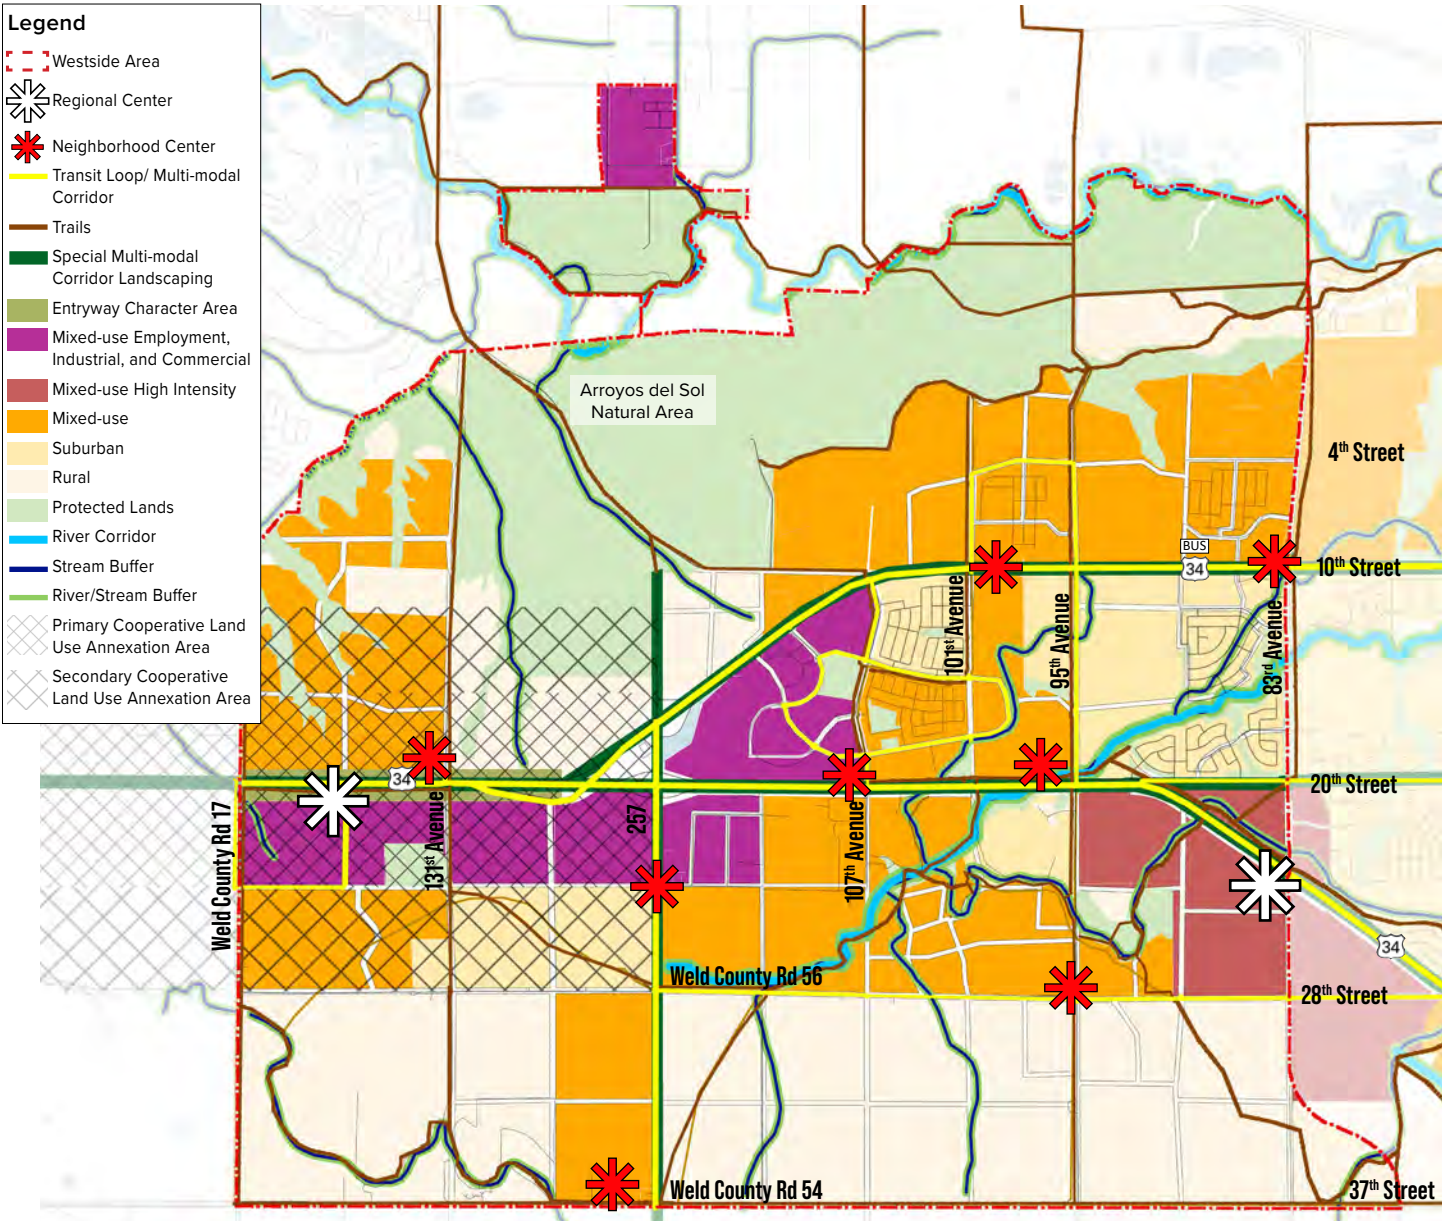 Legend
Westside Area
Regional Center
Neighborhood Center
Transit Loop/ Multi-modal
Corridor
Trails
Special Multi-modal
Corridor Landscaping
Entryway Character Area
Mixed-use Employment,
Industrial, and Commercial
Mixed-use High Intensity
Mixed-use
Suburban
Rural
Protected Lands
River Corridor
Stream Buffer
River/Stream Buffer
Primary Cooperative Land
Use Annexation Area
Secondary Cooperative
Land Use Annexation Area
Arroyos del Sol
Natural Area
4th Street
BUS
34
10th Street
101st Avenue
95th Avenue
83rd Avenue
34
20th Street
Weld County Rd 17
131st Avenue
257
107th Avenue
34
Weld County Rd 56
28th Street
Weld County Rd 54
37th Street